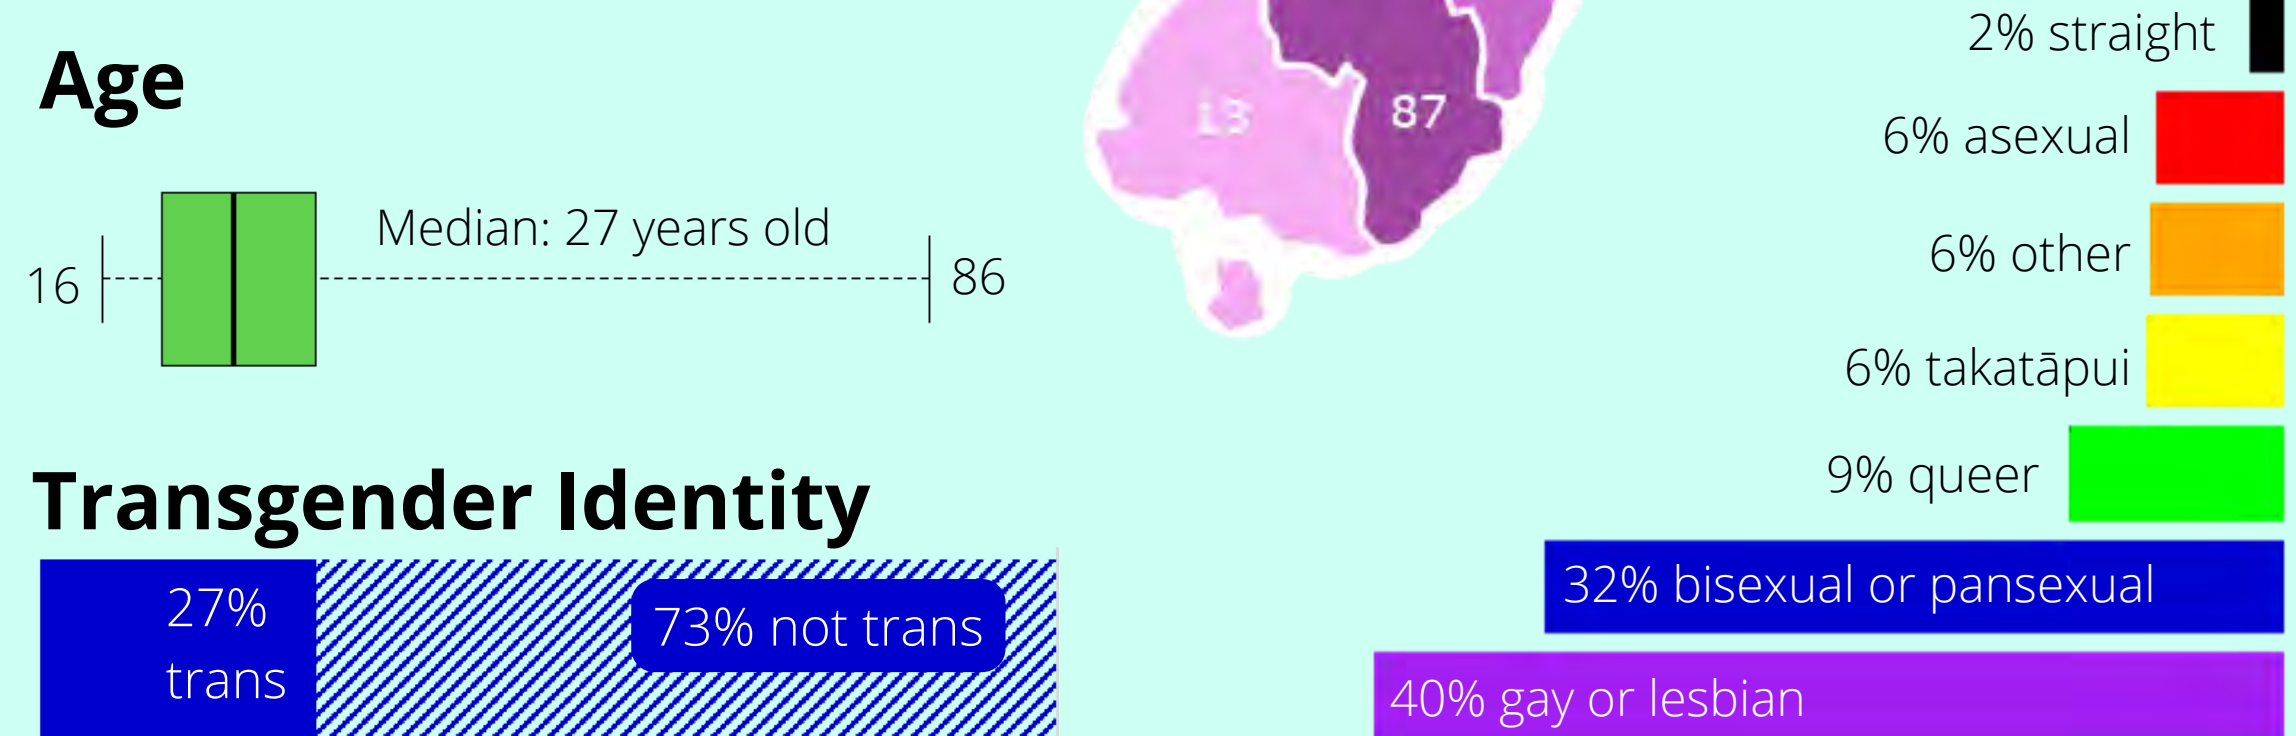 Age
16
Median: 27 years old
86
Transgender Identity
27%
trans
73% not trans
13
87
2% straight
6% asexual
6% other
6% takatāpui
9% queer
32% bisexual or pansexual
40% gay or lesbian